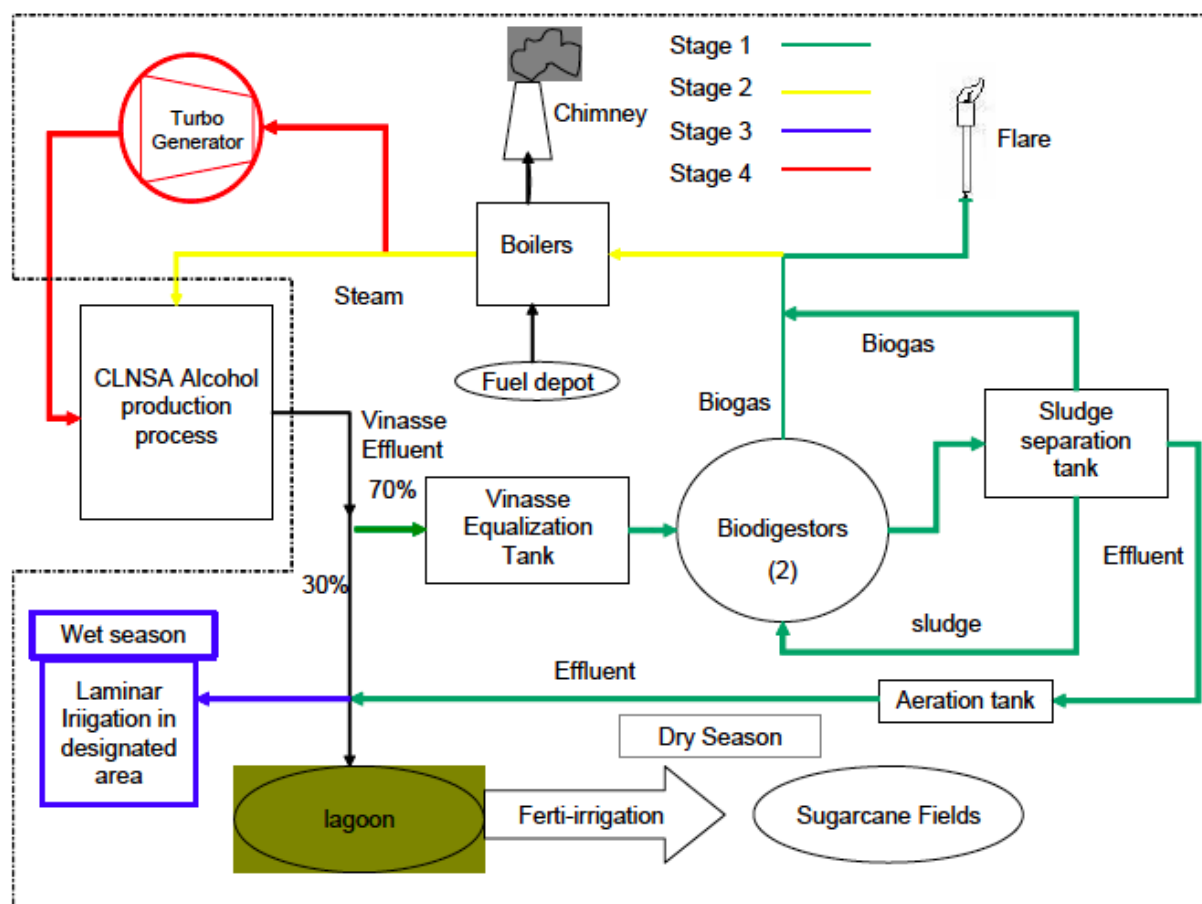 Stage 1
Stage 2
Stage 3
Stage 4
Chimney
Flare
Turbo
Generator
Boilers
Steam
Fuel depot
CLNSA Alcohol
production
process
Vinasse
Effluent
70%
30%
Vinasse
Equalization
Tank
Biogas
Biogas
Biodigestors
(2)
Sludge
separation
tank
Effluent
sludge
Wet season
Laminar
Iriigation in
designated
area
Effluent
Aeration tank
Dry Season
lagoon
Ferti-irrigation
Sugarcane Fields